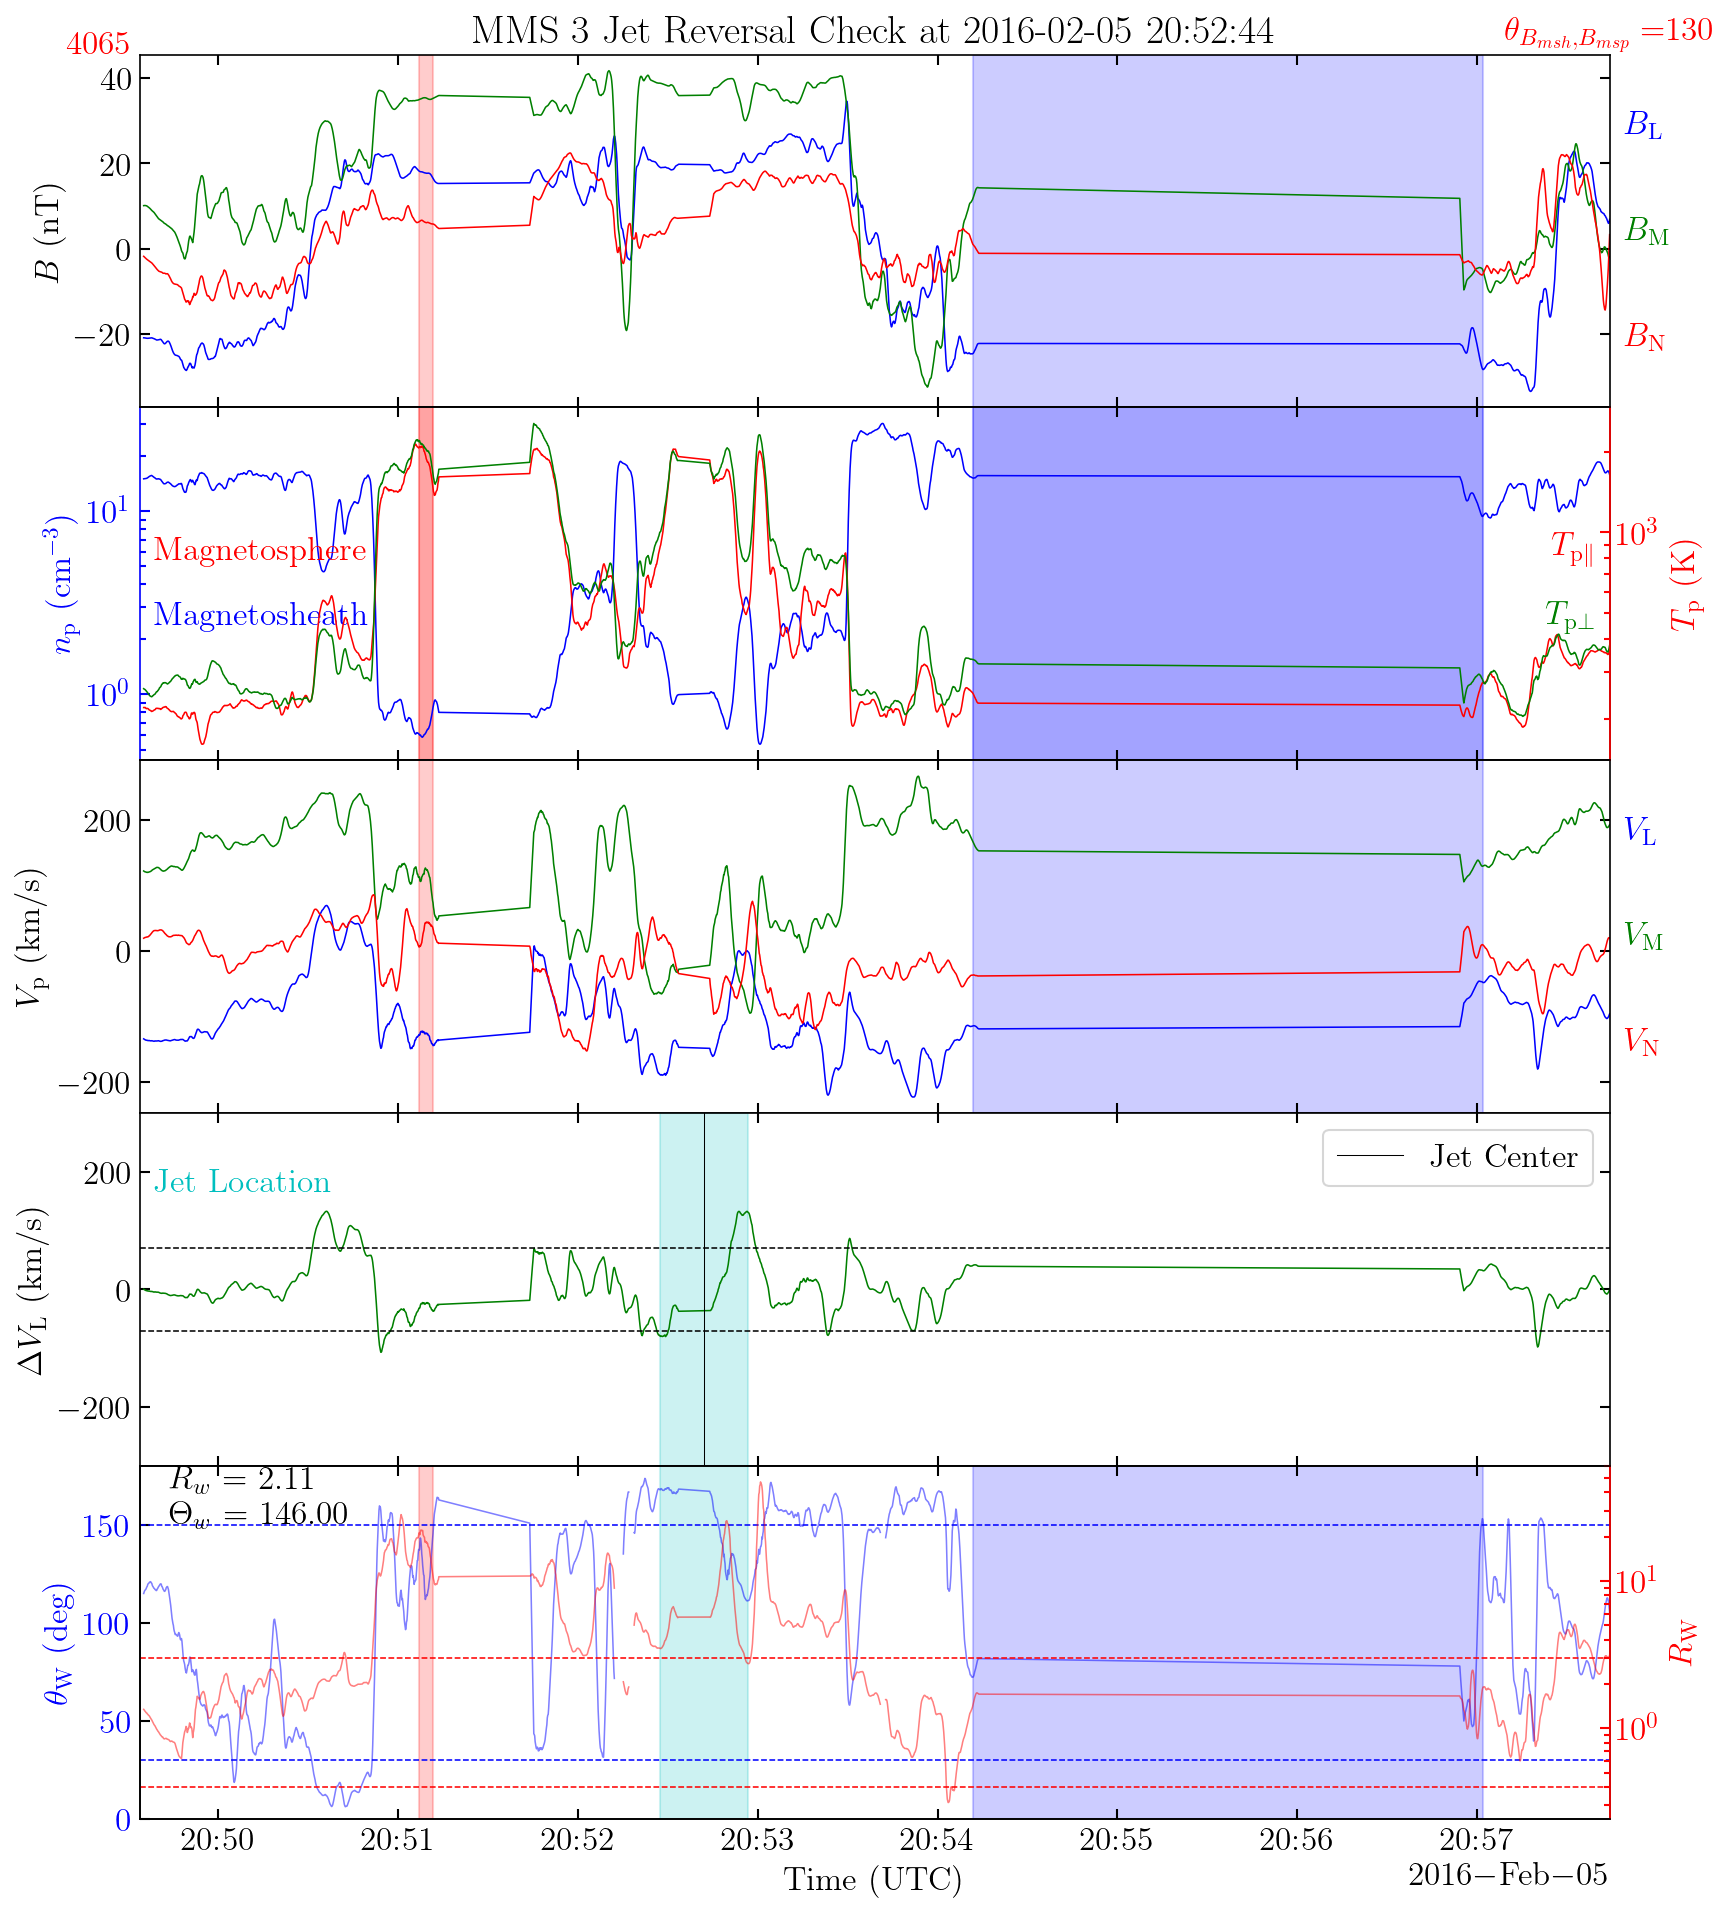 MMS 3 Jet Reversal Check at 2016-02-05 20:52:44
4065
θ_{B_{msh},B_{msp}} =130
40
20
0
−20
B (nT)
B_L
B_M
B_N
10^1
10^0
n_p (cm^{−3})
Magnetosphere
Magnetosheath
T_{p∥}
T_{p⊥}
10^3
T_p (K)
200
0
−200
V_p (km/s)
V_L
V_M
V_N
200
0
−200
ΔV_L (km/s)
Jet Location
Jet Center
R_w = 2.11
Θ_w = 146.00
150
100
50
0
θ_W (deg)
10^1
10^0
R_W
20:50 20:51 20:52 20:53 20:54 20:55 20:56 20:57
Time (UTC)
2016−Feb−05